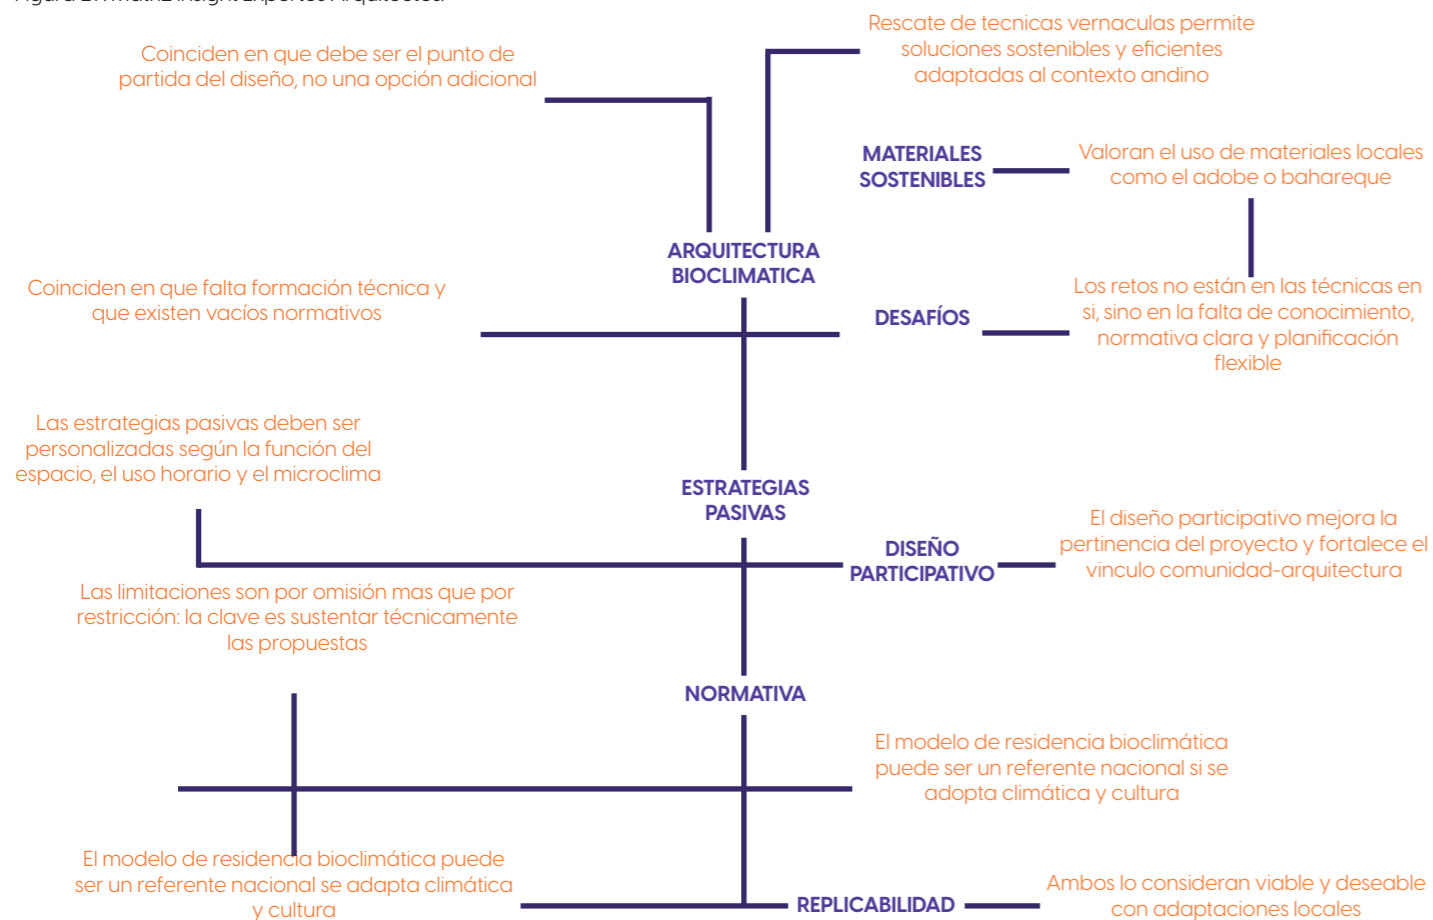 Coinciden en que debe ser el punto de
partida del diseño, no una opción adicional
Rescate de tecnicas vernaculas permite
soluciones sostenibles y eficientes
adaptadas al contexto andino
MATERIALES
SOSTENIBLES
Valoran el uso de materiales locales
como el adobe o bahareque
ARQUITECTURA
BIOCLIMATICA
Coinciden en que falta formación técnica y
que existen vacíos normativos
DESAFÍOS
Los retos no están en las técnicas en
si, sino en la falta de conocimiento,
normativa clara y planificación
flexible
Las estrategias pasivas deben ser
personalizadas según la función del
espacio, el uso horario y el microclima
ESTRATEGIAS
PASIVAS
DISEÑO
PARTICIPATIVO
El diseño participativo mejora la
pertinencia del proyecto y fortalece el
vinculo comunidad-arquitectura
Las limitaciones son por omisión mas que por
restricción: la clave es sustentar técnicamente
las propuestas
NORMATIVA
El modelo de residencia bioclimática
puede ser un referente nacional si se
adopta climática y cultura
El modelo de residencia bioclimática puede
ser un referente nacional se adapta climática
y cultura
REPLICABILIDAD
Ambos lo consideran viable y deseable
con adaptaciones locales